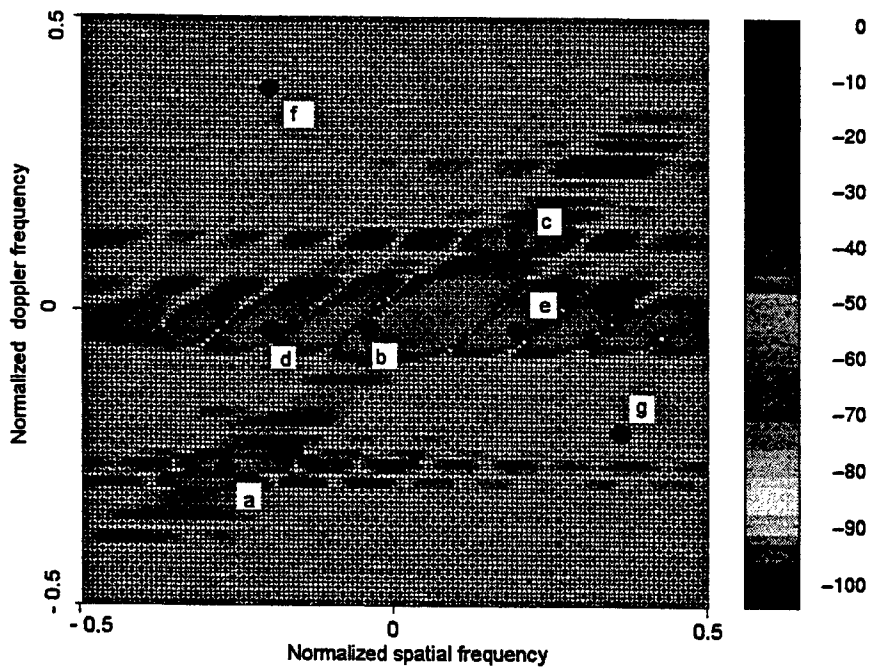 0.5
f
c
e
0
d
b
g
a
- 0.5
- 0.5
0
0.5
Normalized spatial frequency
Normalized doppler frequency
0
-10
-20
-30
-40
-50
-60
-70
-80
-90
-100